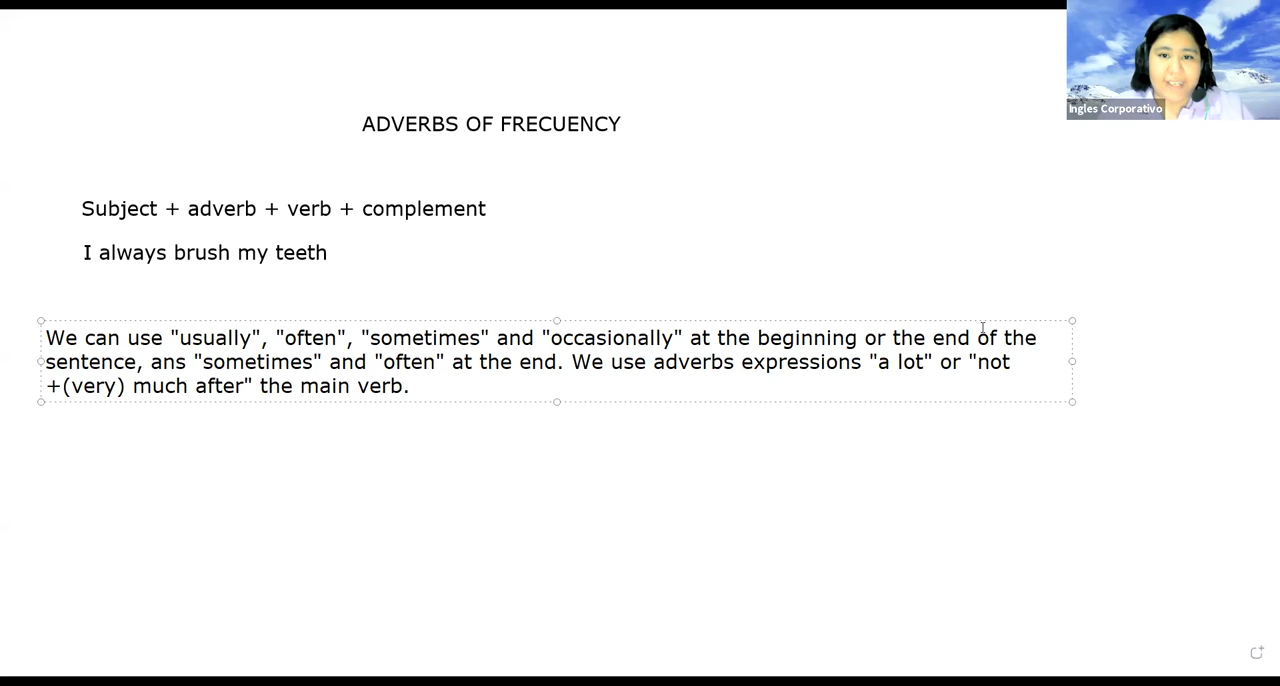 Ingles Corporativo
ADVERBS OF FRECUENCY
Subject + adverb + verb + complement
I always brush my teeth
We can use "usually", "often", "sometimes" and "occasionally" at the beginning or the end of the
sentence, ans "sometimes" and "often" at the end. We use adverbs expressions "a lot" or "not
+(very) much after" the main verb.